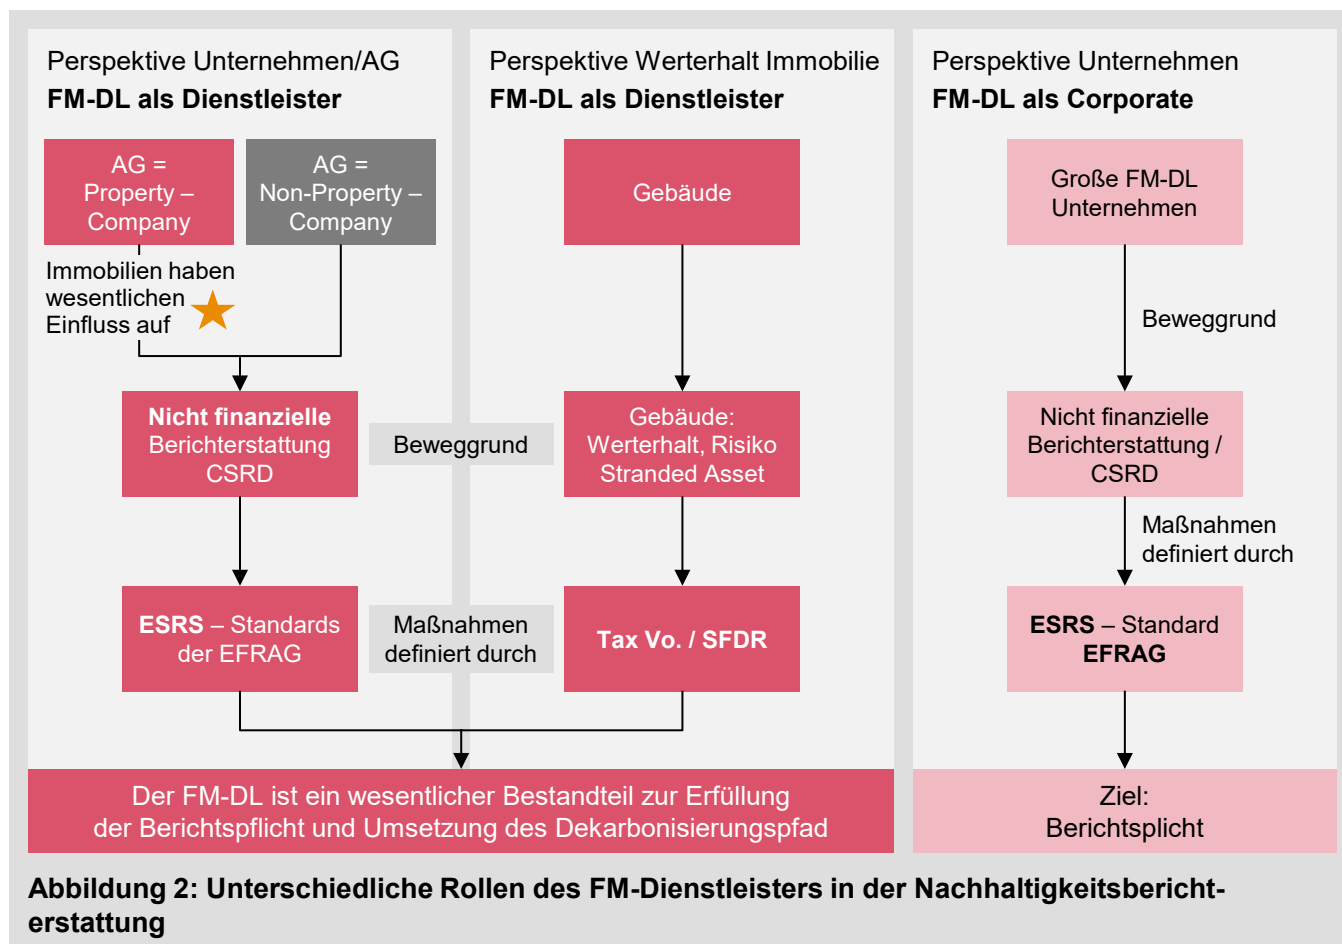 Perspektive Unternehmen/AG
FM-DL als Dienstleister
AG =
Property –
Company
AG =
Non-Property –
Company
Immobilien haben
wesentlichen
Einfluss auf
Nicht finanzielle
Berichterstattung
CSRD
ESRS – Standards
der EFRAG
Beweggrund
Maßnahmen
definiert durch
Perspektive Werterhalt Immobilie
FM-DL als Dienstleister
Gebäude
Gebäude:
Werterhalt, Risiko
Stranded Asset
Tax Vo. / SFDR
Der FM-DL ist ein wesentlicher Bestandteil zur Erfüllung
der Berichtspflicht und Umsetzung des Dekarbonisierungspfad
Perspektive Unternehmen
FM-DL als Corporate
Große FM-DL
Unternehmen
Beweggrund
Nicht finanzielle
Berichterstattung /
CSRD
Maßnahmen
definiert durch
ESRS – Standard
EFRAG
Ziel:
Berichtsplicht
Abbildung 2: Unterschiedliche Rollen des FM-Dienstleisters in der Nachhaltigkeitsbericht-
erstattung